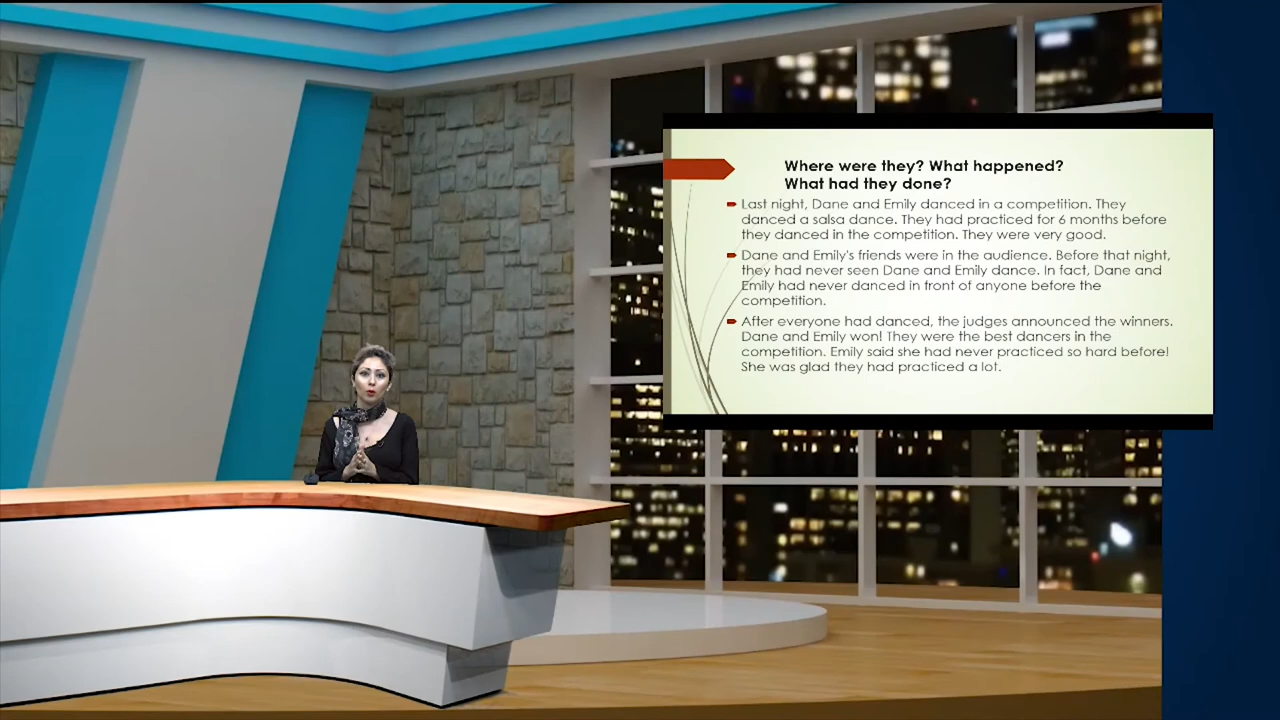 Where were they? What happened?
What had they done?
Last night, Dane and Emily danced in a competition. They
danced a salsa dance. They had practiced for 6 months before
they danced in the competition. They were very good.
Dane and Emily's friends were in the audience. Before that night,
they had never seen Dane and Emily dance. In fact, Dane and
Emily had never danced in front of anyone before the
competition.
After everyone had danced, the judges announced the winners.
Dane and Emily won! They were the best dancers in the
competition. Emily said she had never practiced so hard before!
She was glad they had practiced a lot.